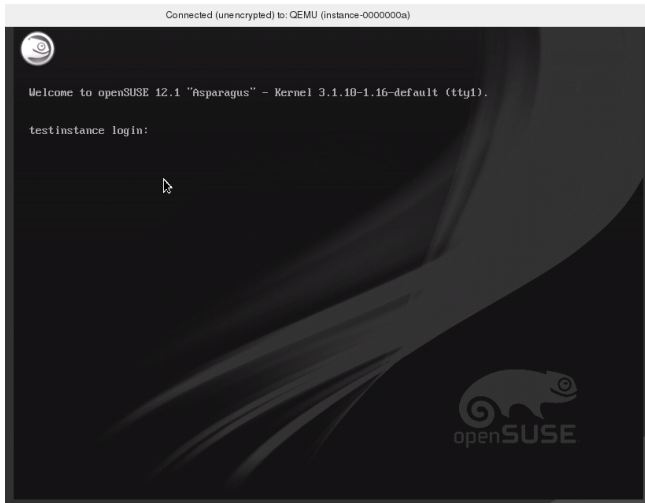 Connected (unencrypted) to: QEMU (instance-0000000a)
Welcome to openSUSE 12.1 "Asparagus" - Kernel 3.1.10-1.16-default (tty1).
testinstance login:
openSUSE